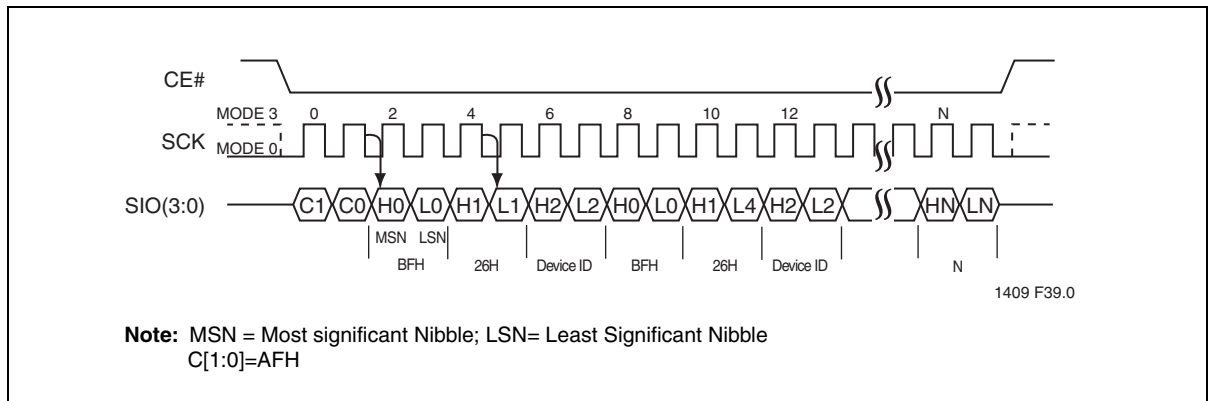 CE#
MODE 3 0 2 4 6 8 10 12 N
SCK
MODE 0
SIO(3:0) C1 C0 H0 L0 H1 L1 H2 L2 H0 L0 H1 L4 H2 L2 HN LN
MSN LSN
BFH 26H Device ID BFH 26H Device ID N
1409 F39.0
Note: MSN = Most significant Nibble; LSN= Least Significant Nibble
C[1:0]=AFH